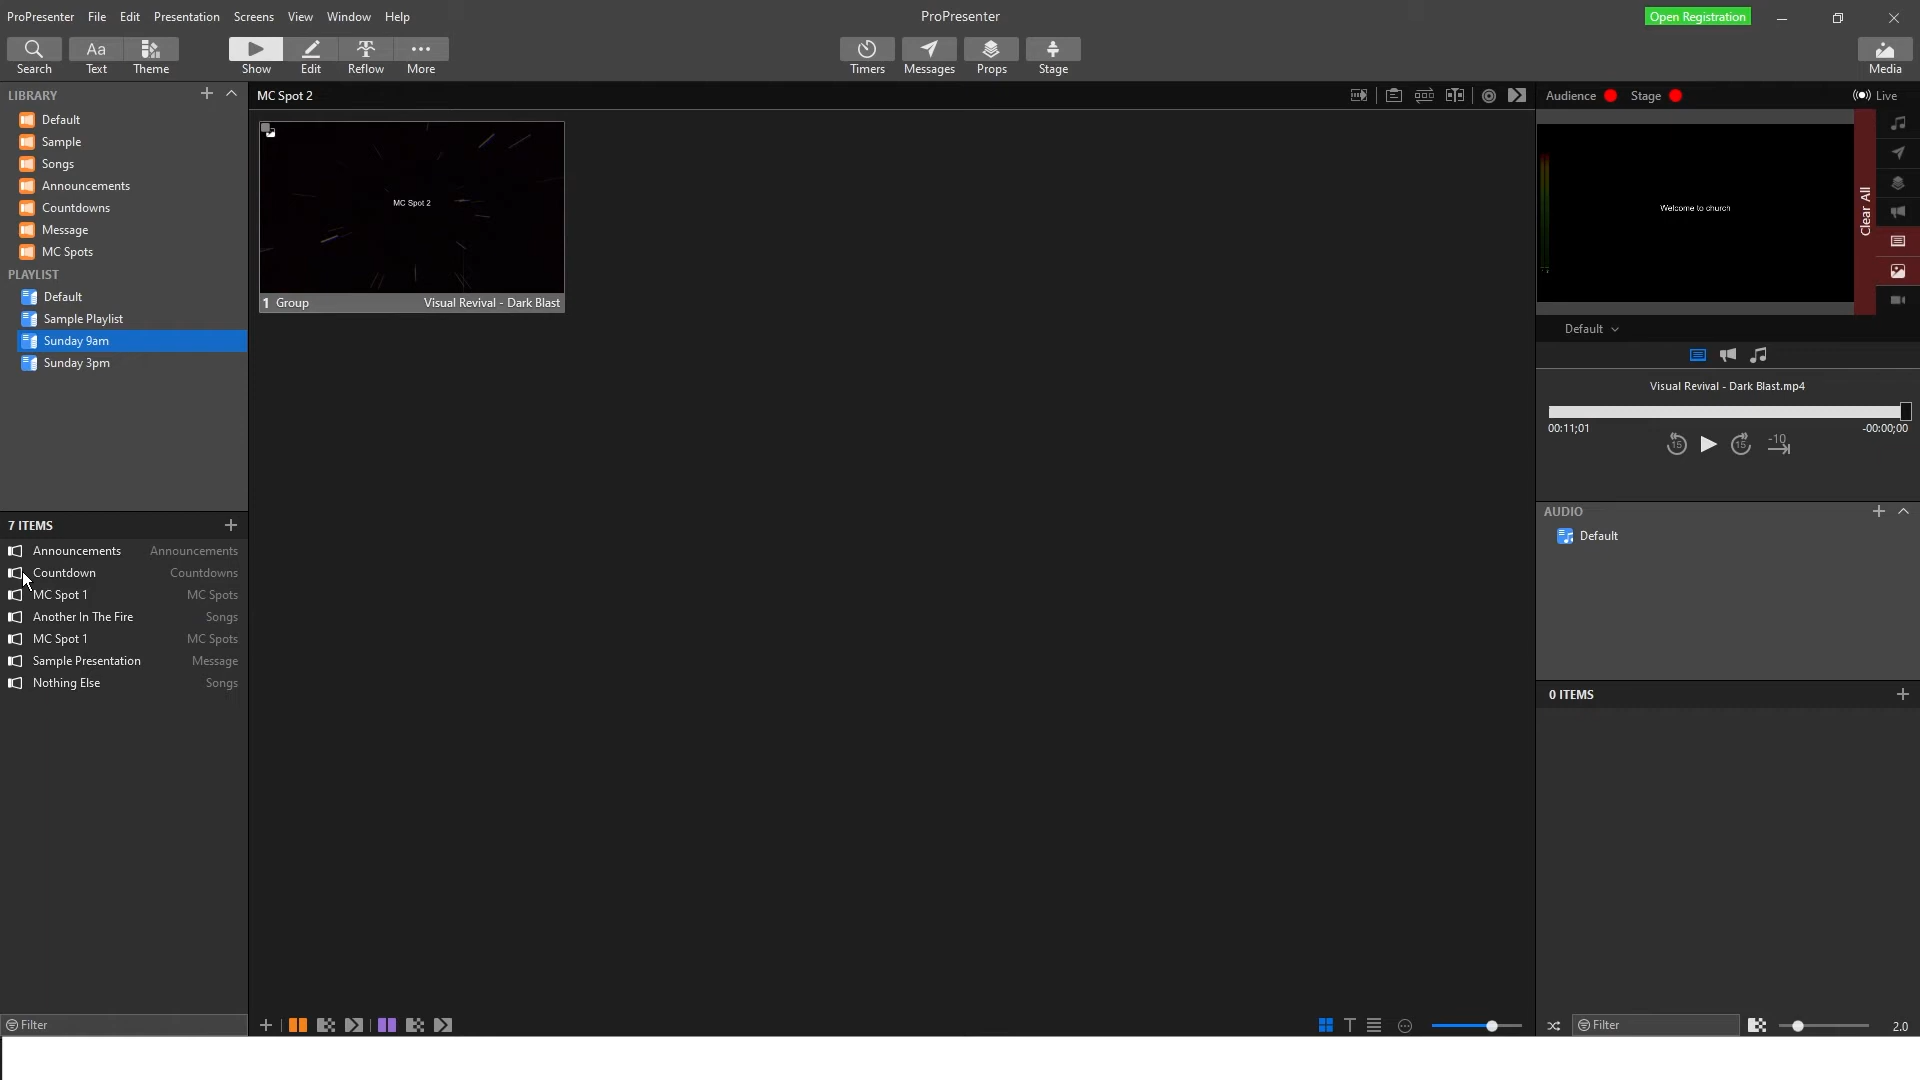 ProPresenter File Edit Presentation Screens View Window Help
ProPresenter
Open Registration
Search Text Theme Show Edit Reflow More
Timers Messages Props Stage
Media
LIBRARY
Default
Sample
Songs
Announcements
Countdowns
Message
MC Spots
PLAYLIST
Default
Sample Playlist
Sunday 9am
Sunday 3pm
7 ITEMS
Announcements Announcements
Countdown Countdowns
MC Spot 1 MC Spots
Another In The Fire Songs
MC Spot 1 MC Spots
Sample Presentation Message
Nothing Else Songs
Filter
MC Spot 2
MC Spot 2
1 Group Visual Revival - Dark Blast
Audience Stage Live
Welcome to church
Clear All
Default
Visual Revival - Dark Blast.mp4
00:11;01 -00:00;00
15 15 -10
AUDIO
Default
0 ITEMS
Filter 2.0